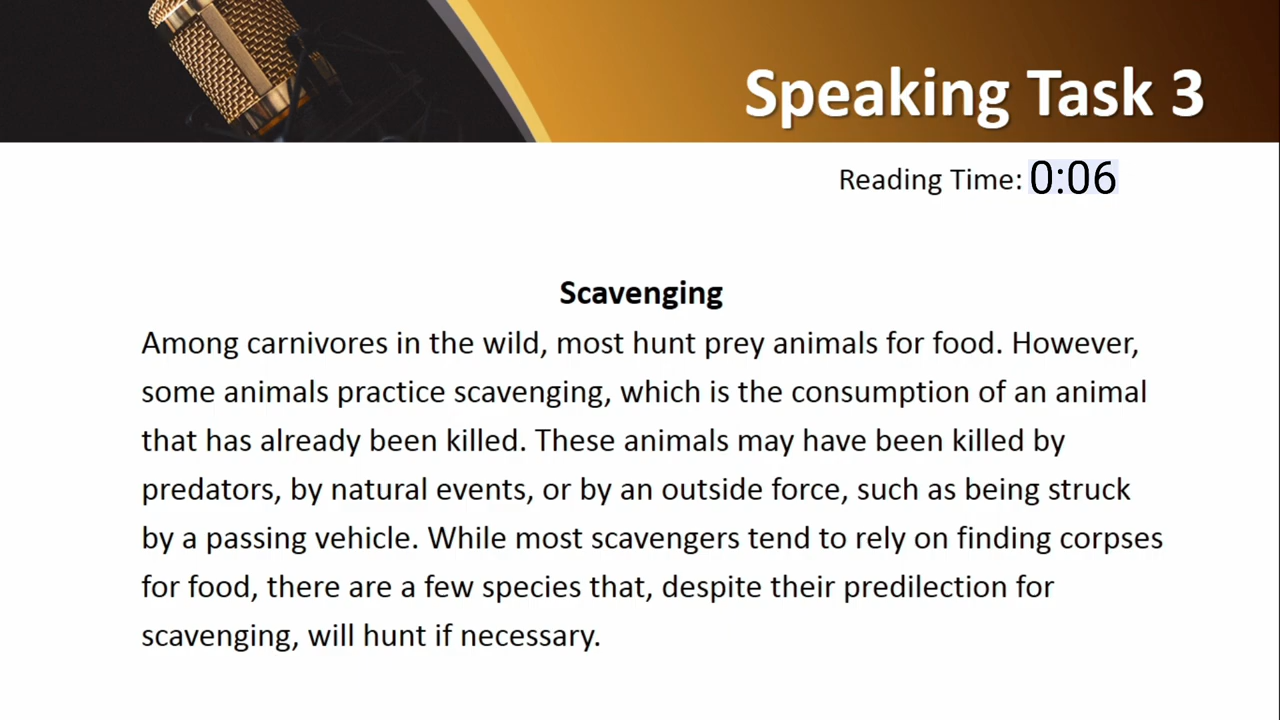 Speaking Task 3
Reading Time: 0:06
Scavenging
Among carnivores in the wild, most hunt prey animals for food. However,
some animals practice scavenging, which is the consumption of an animal
that has already been killed. These animals may have been killed by
predators, by natural events, or by an outside force, such as being struck
by a passing vehicle. While most scavengers tend to rely on finding corpses
for food, there are a few species that, despite their predilection for
scavenging, will hunt if necessary.